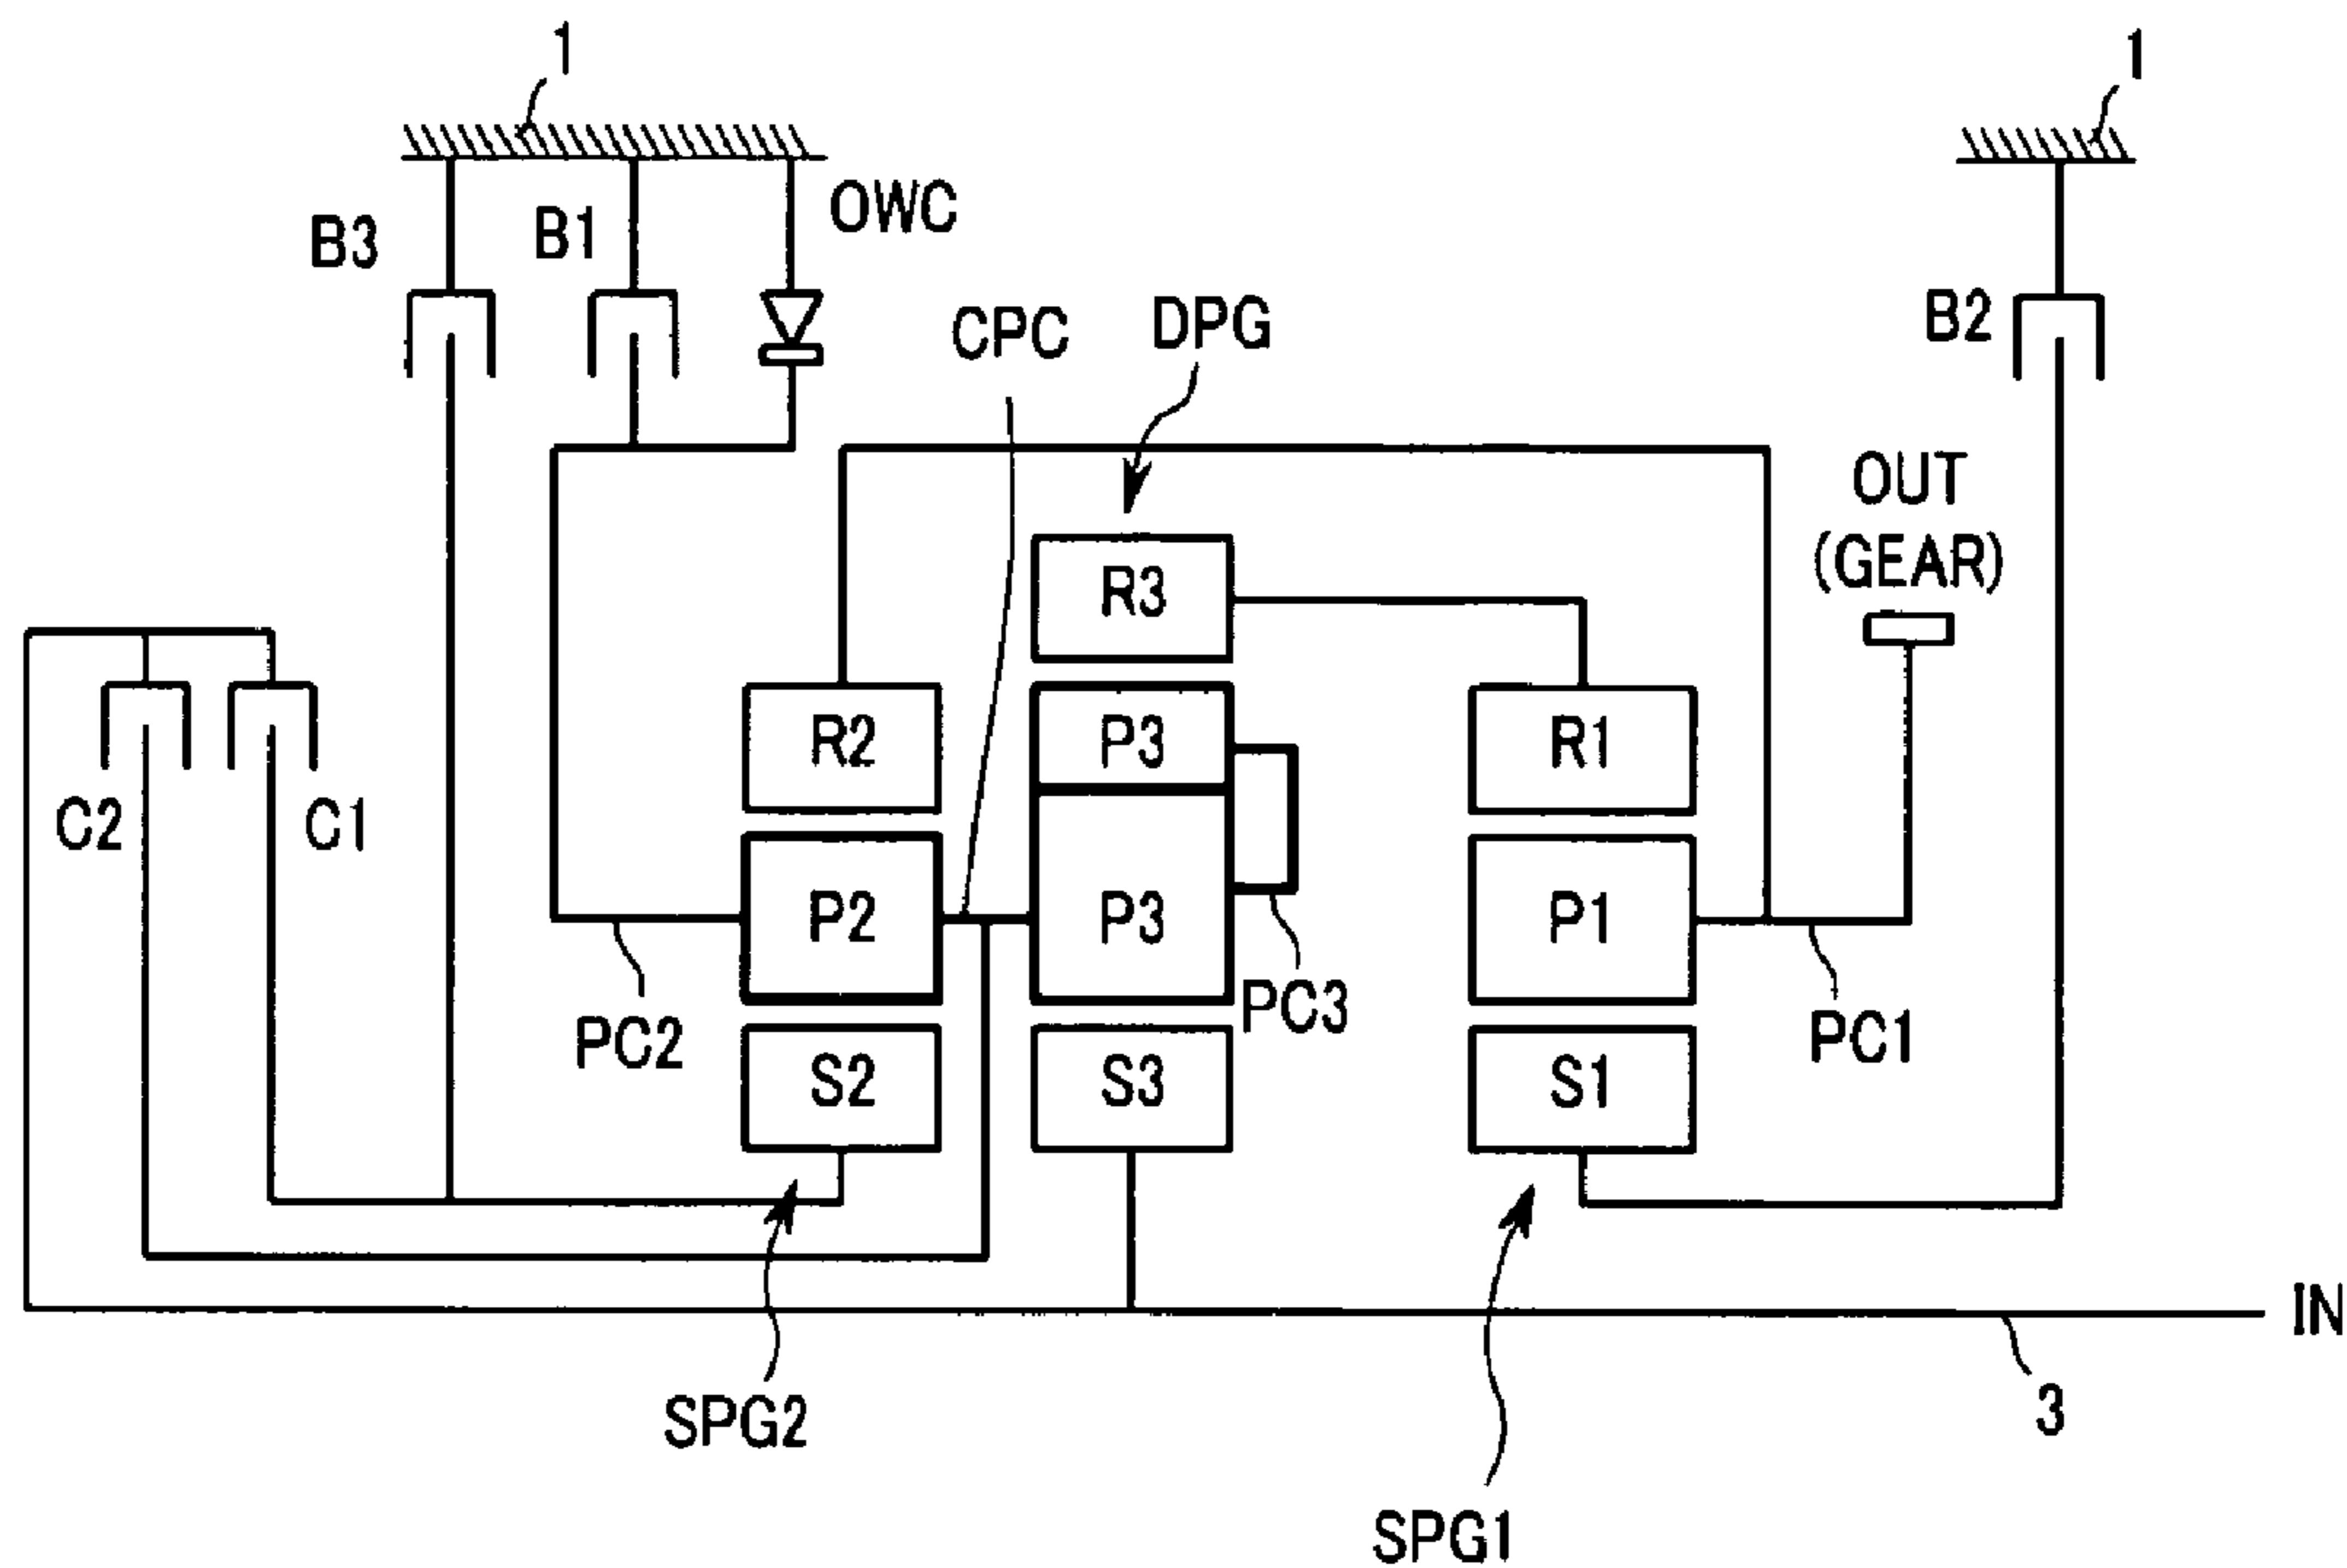 1
1
OWC
B3
B1
CPC
DPG
B2
OUT
(GEAR)
R3
R2
P3
R1
C2
C1
P2
P3
P1
PC2
PC3
PC1
S2
S3
S1
IN
SPG2
3
SPG1